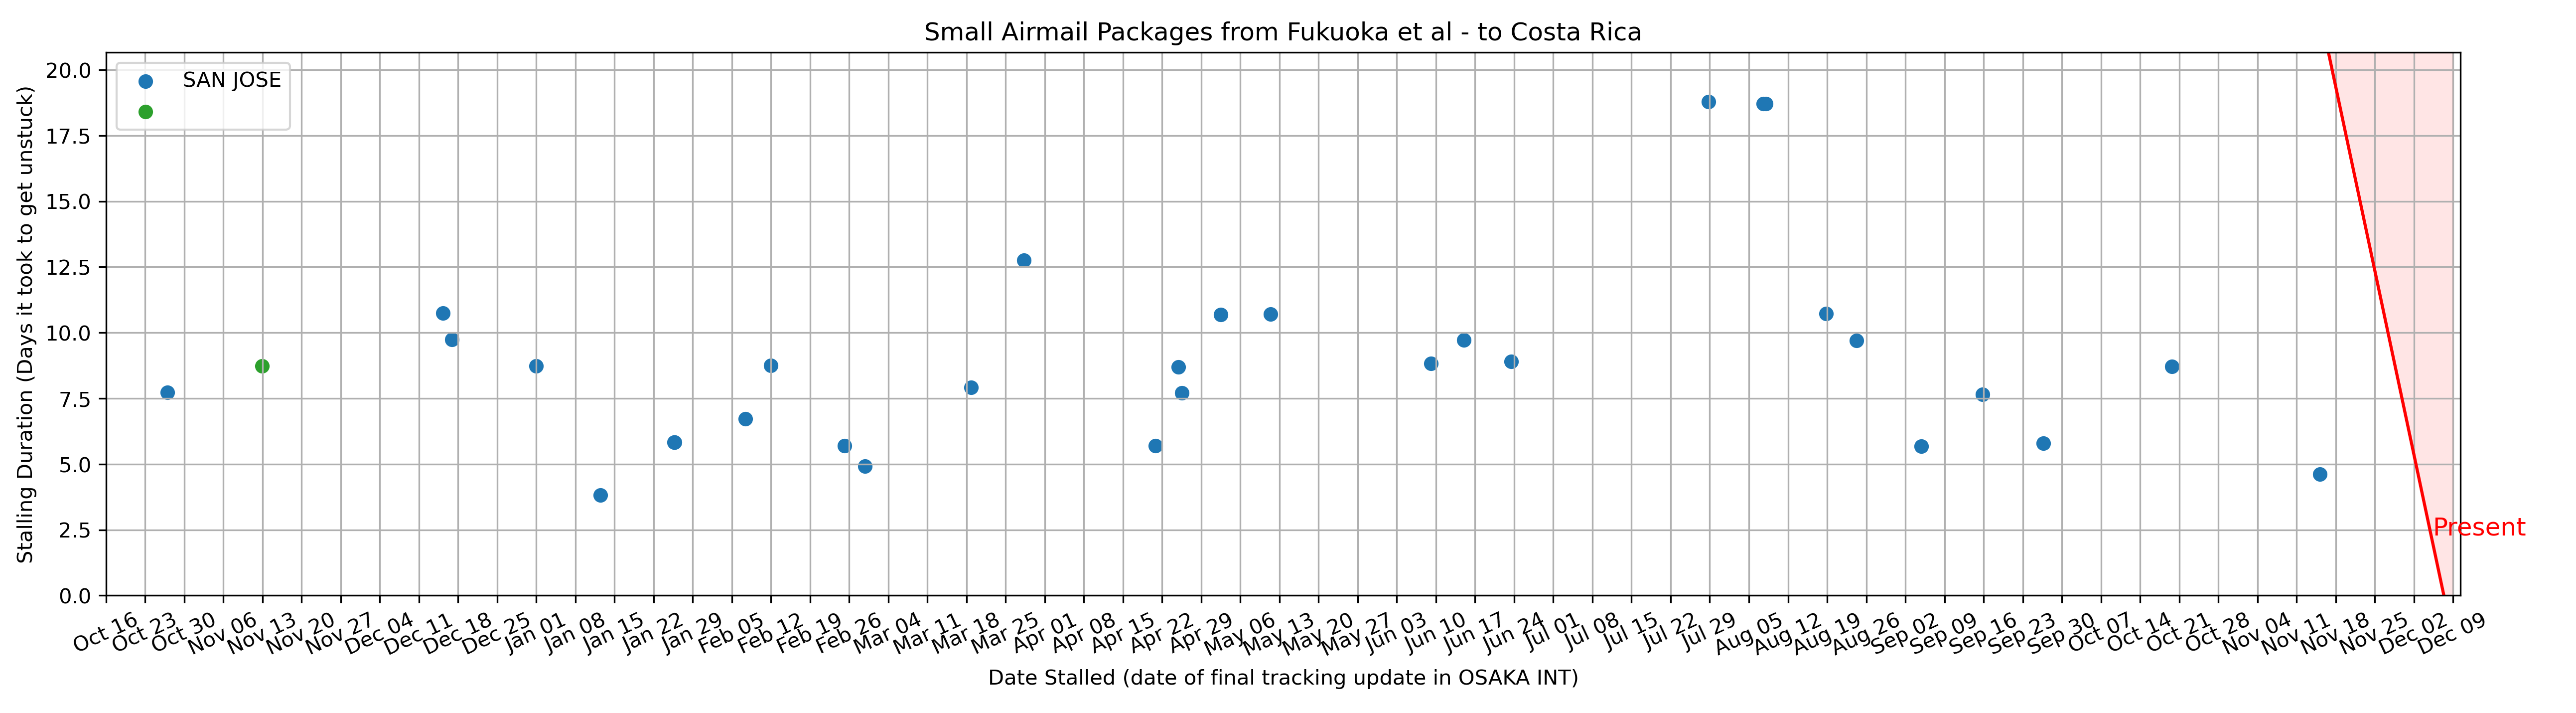 Small Airmail Packages from Fukuoka et al - to Costa Rica
SAN JOSE
Stalling Duration (Days it took to get unstuck)
20.0
17.5
15.0
12.5
10.0
7.5
5.0
2.5
0.0
Present
Oct 16
Oct 23
Oct 30
Nov 06
Nov 13
Nov 20
Nov 27
Dec 04
Dec 11
Dec 18
Dec 25
Jan 01
Jan 08
Jan 15
Jan 22
Jan 29
Feb 05
Feb 12
Feb 19
Feb 26
Mar 04
Mar 11
Mar 18
Mar 25
Apr 01
Apr 08
Apr 15
Apr 22
Apr 29
May 06
May 13
May 20
May 27
Jun 03
Jun 10
Jun 17
Jun 24
Jul 01
Jul 08
Jul 15
Jul 22
Jul 29
Aug 05
Aug 12
Aug 19
Aug 26
Sep 02
Sep 09
Sep 16
Sep 23
Sep 30
Oct 07
Oct 14
Oct 21
Oct 28
Nov 04
Nov 11
Nov 18
Nov 25
Dec 02
Dec 09
Date Stalled (date of final tracking update in OSAKA INT)